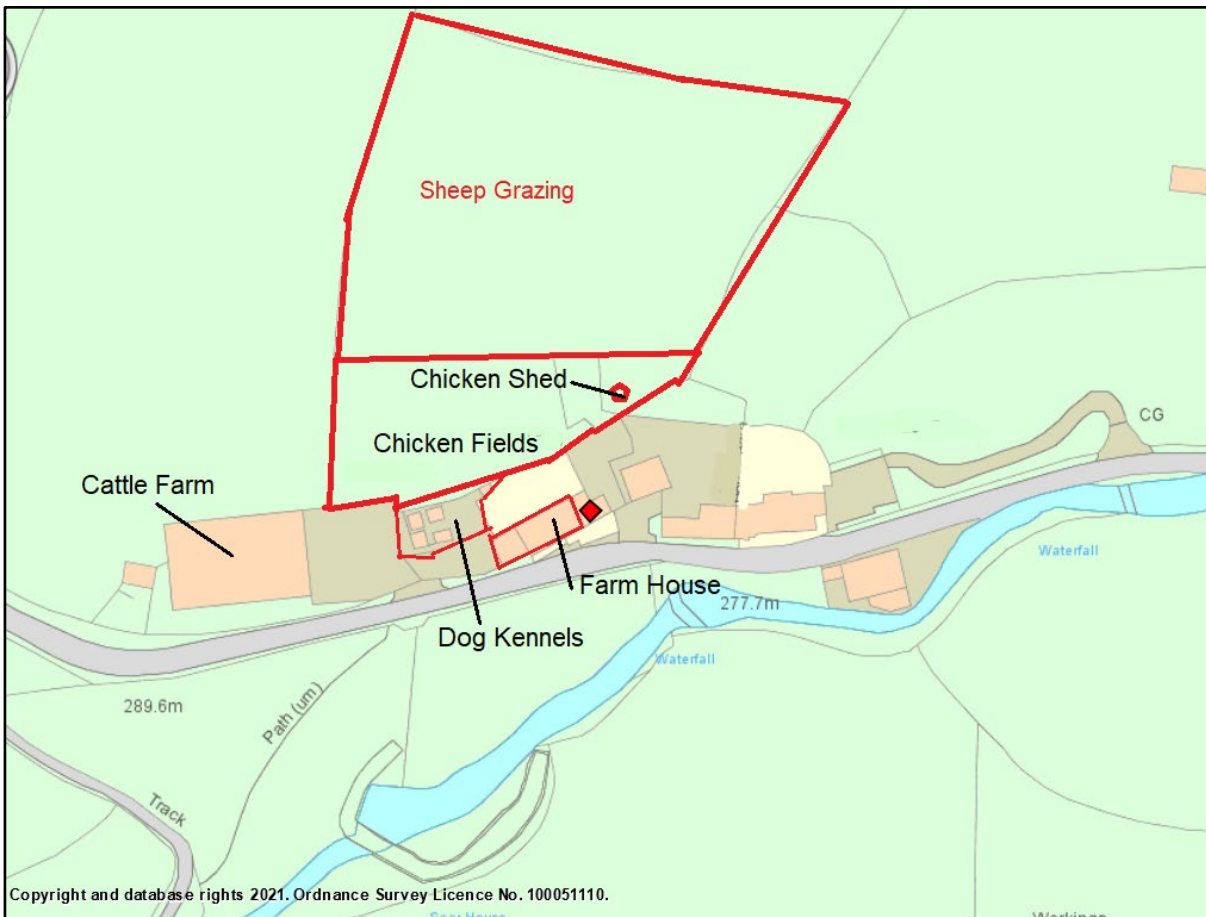 Sheep Grazing
Chicken Shed
CG
Chicken Fields
Cattle Farm
Waterfall
Farm House
277.7m
Dog Kennels
Waterfall
289.6m
Path (um)
Track
Copyright and database rights 2021. Ordnance Survey Licence No. 100051110.